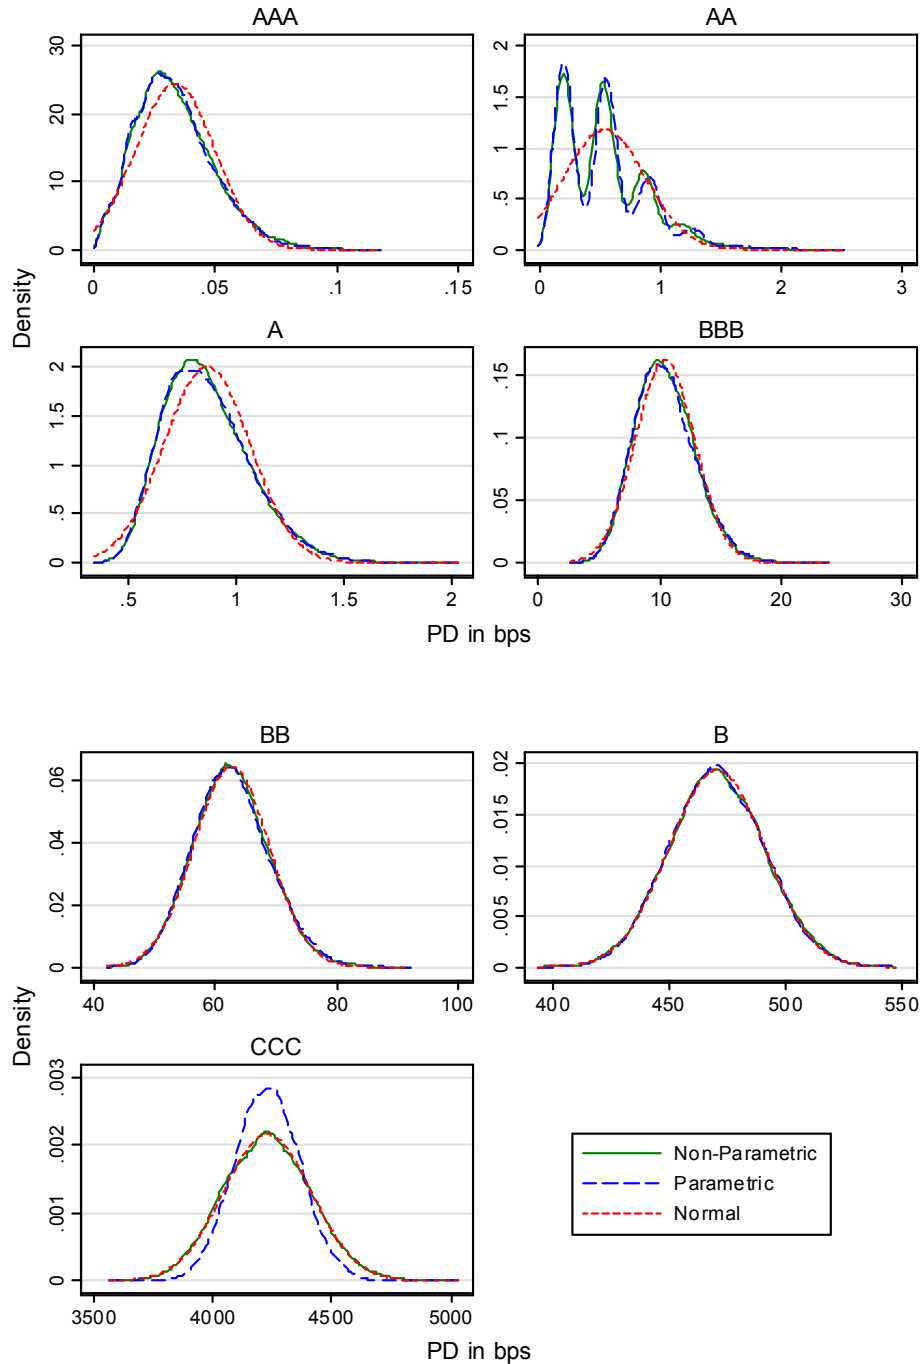 AAA
AA
30
20
10
0
0 .05 .1 .15
2
1.5
1
.5
0
0 1 2 3
Density
A
BBB
2
1.5
1
.5
0
.5 1 1.5 2
.15
.1
.05
0
0 10 20 30
PD in bps
BB
B
.06
.04
.02
0
40 60 80 100
.02
.015
.01
.005
0
400 450 500 550
Density
CCC
.003
.002
.001
0
3500 4000 4500 5000
Non-Parametric
Parametric
Normal
PD in bps